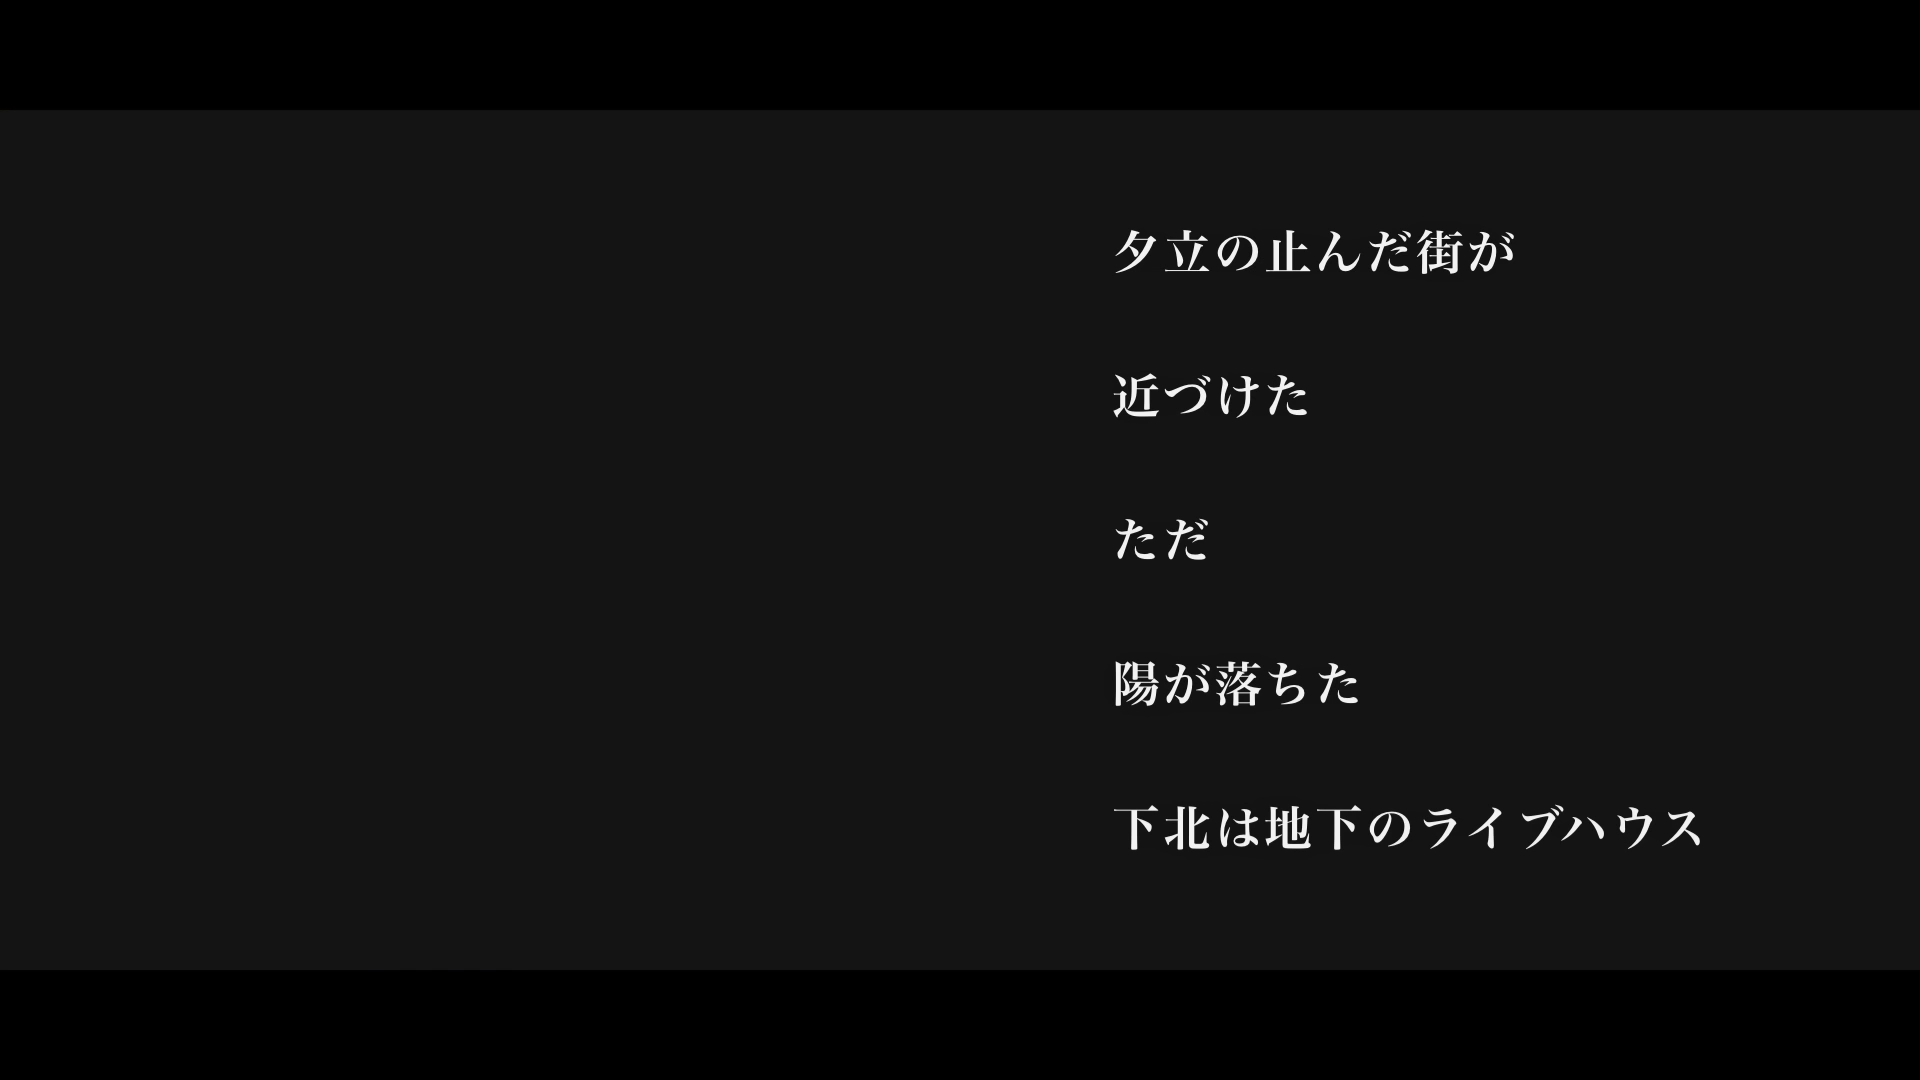 夕立の止んだ街が
近づけた
ただ
陽が落ちた
下北は地下のライブハウス